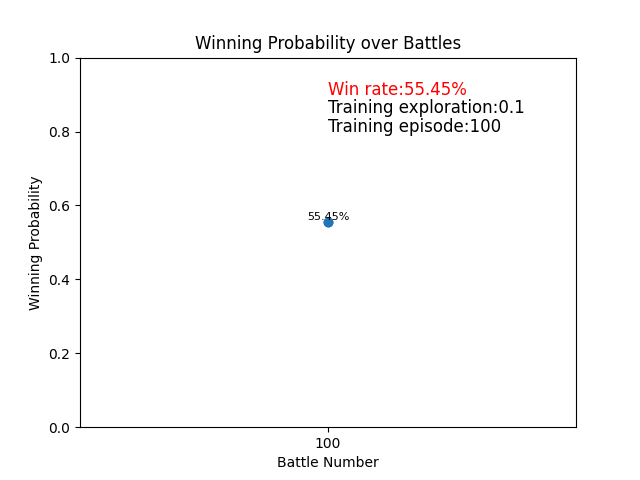 Winning Probability over Battles
1.0
Win rate:55.45%
Training exploration:0.1
Training episode:100
0.8
0.6
55.45%
Winning Probability
0.4
0.2
0.0
100
Battle Number